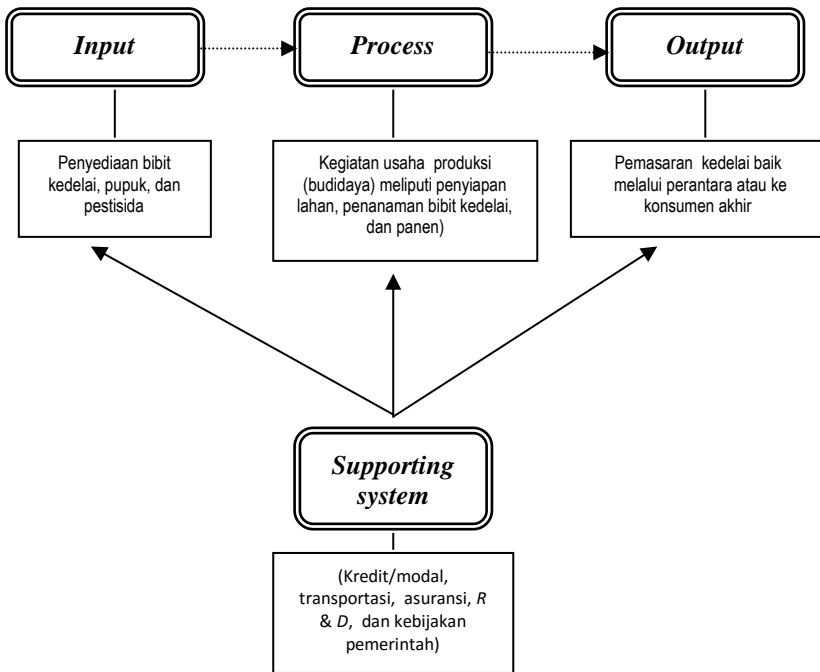 Input
Process
Output
Penyediaan bibit
kedelai, pupuk, dan
pestisida
Kegiatan usaha produksi
(budidaya) meliputi penyiapan
lahan, penanaman bibit kedelai,
dan panen)
Pemasaran kedelai baik
melalui perantara atau ke
konsumen akhir
Supporting
system
(Kredit/modal,
transportasi, asuransi, R
& D, dan kebijakan
pemerintah)